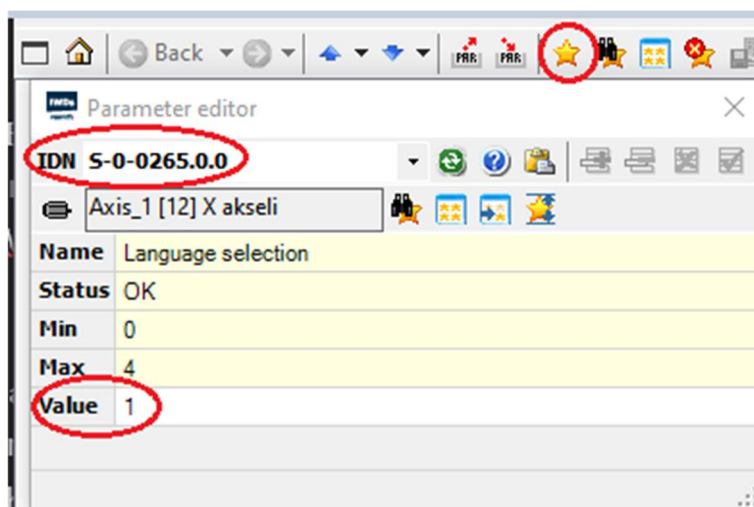 Back
PAR PAR
Parameter editor
IDN S-0-0265.0.0
Axis_1 [12] X akseli
Name Language selection
Status OK
Min 0
Max 4
Value 1